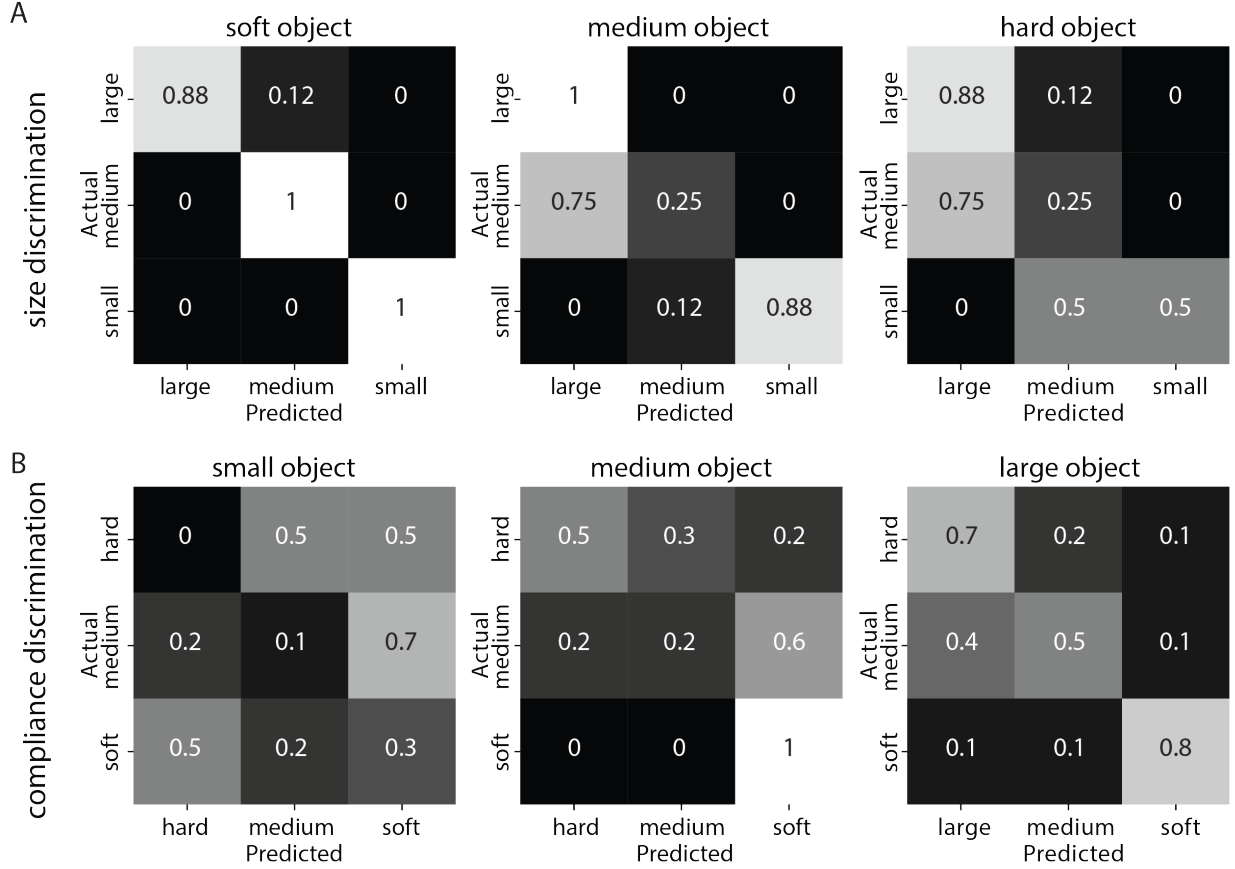 A
soft object medium object hard object
size discrimination
Actual
large
0.88 0.12 0
medium
0 1 0
small
0 0 1
large medium small
Predicted
Actual
large
1 0 0
medium
0.75 0.25 0
small
0 0.12 0.88
large medium small
Predicted
Actual
large
0.88 0.12 0
medium
0.75 0.25 0
small
0 0.5 0.5
large medium small
Predicted
B
small object medium object large object
compliance discrimination
Actual
hard
0 0.5 0.5
medium
0.2 0.1 0.7
soft
0.5 0.2 0.3
hard medium soft
Predicted
Actual
hard
0.5 0.3 0.2
medium
0.2 0.2 0.6
soft
0 0 1
hard medium soft
Predicted
Actual
hard
0.7 0.2 0.1
medium
0.4 0.5 0.1
soft
0.1 0.1 0.8
large medium soft
Predicted